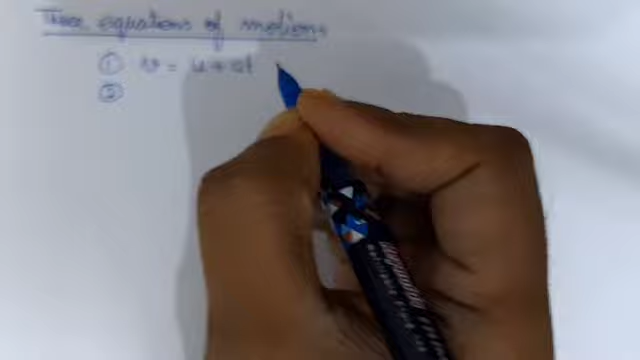 Three equations of motion:
① v = u + at
②